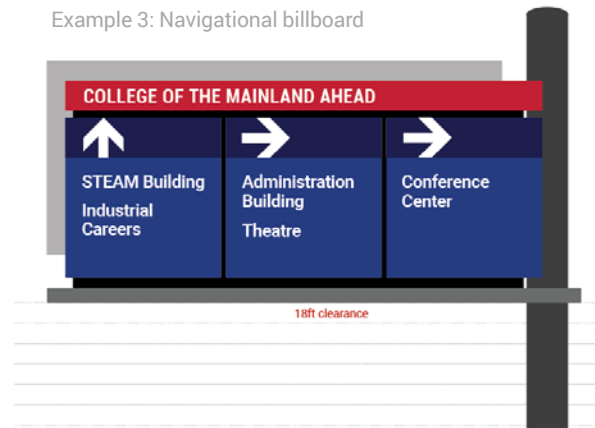 Example 3: Navigational billboard
COLLEGE OF THE MAINLAND AHEAD
STEAM Building
Industrial
Careers
Administration
Building
Theatre
Conference
Center
18ft clearance